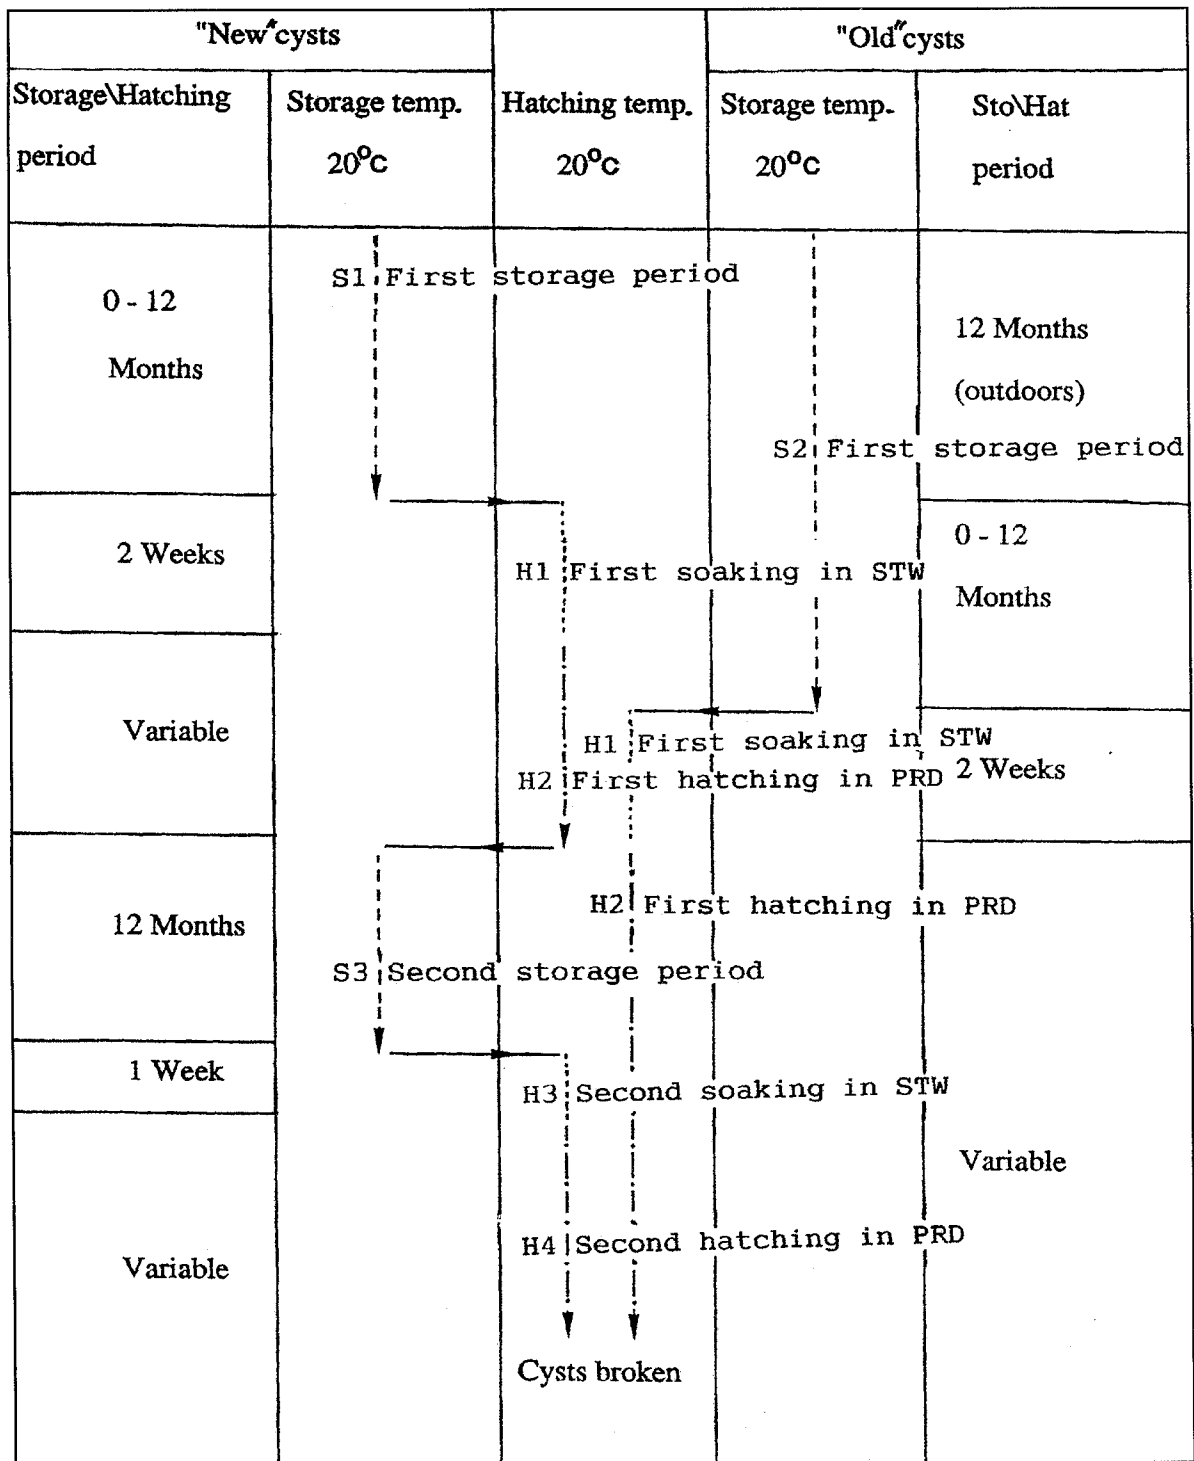 "New" cysts
"Old" cysts
Storage\Hatching
period
Storage temp.
20°c
Hatching temp.
20°c
Storage temp.
20°c
Sto\Hat
period
S1 First storage period
0 - 12
Months
12 Months
(outdoors)
S2 First storage period
2 Weeks
0 - 12
Months
H1 First soaking in STW
Variable
H1 First soaking in STW
H2 First hatching in PRD
2 Weeks
12 Months
H2 First hatching in PRD
S3 Second storage period
1 Week
H3 Second soaking in STW
Variable
H4 Second hatching in PRD
Variable
Cysts broken